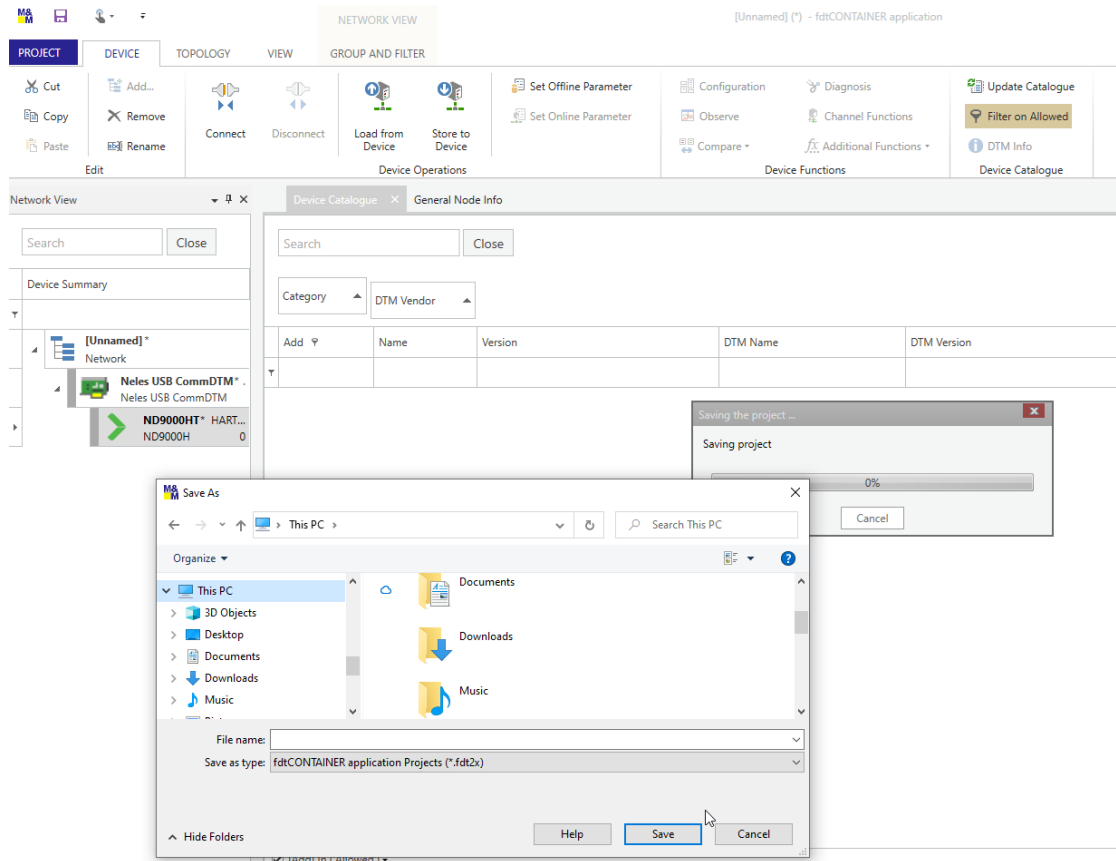 M&M
NETWORK VIEW
[Unnamed] (*) - fdtCONTAINER application
PROJECT
DEVICE
TOPOLOGY
VIEW
GROUP AND FILTER
Cut
Copy
Paste
Edit
Add...
Remove
Rename
Connect
Disconnect
Load from
Device
Store to
Device
Device Operations
Set Offline Parameter
Set Online Parameter
Configuration
Observe
Compare
Diagnosis
Channel Functions
fx Additional Functions
Device Functions
Update Catalogue
Filter on Allowed
DTM Info
Device Catalogue
Network View
Search
Close
Device Summary
[Unnamed] *
Network
Neles USB CommDTM* .
Neles USB CommDTM
ND9000HT* HART...
ND9000H 0
Device Catalogue
General Node Info
Search
Close
Category
DTM Vendor
Add
Name
Version
DTM Name
DTM Version
Saving the project ...
Saving project
0%
Cancel
M&M
Save As
This PC
Search This PC
Organize
This PC
3D Objects
Desktop
Documents
Downloads
Music
Documents
Downloads
Music
File name:
Save as type: fdtCONTAINER application Projects (*.fdt2x)
Hide Folders
Help
Save
Cancel